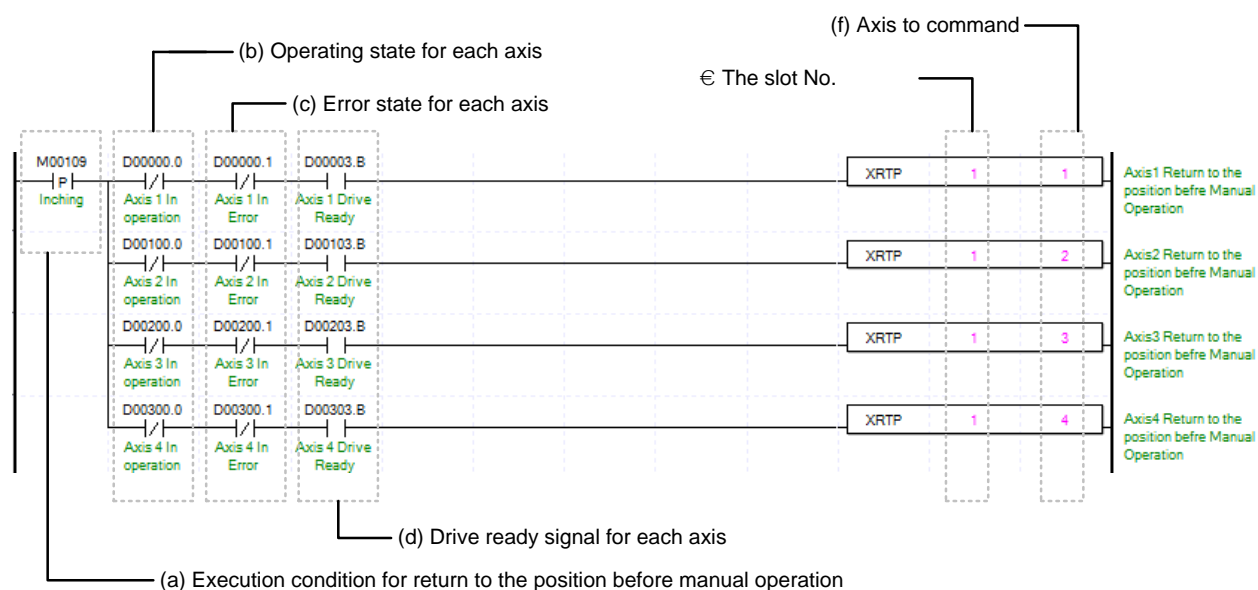 (f) Axis to command
(b) Operating state for each axis
€ The slot No.
(c) Error state for each axis
M00109 D00000.0 D00000.1 D00003.B
P
XRTP 1 1
Inching
Axis 1 In operation
Axis 1 In Error
Axis 1 Drive Ready
Axis1 Return to the
position befre Manual
Operation
D00100.0 D00100.1 D00103.B
XRTP 1 2
Axis 2 In operation
Axis 2 In Error
Axis 2 Drive Ready
Axis2 Return to the
position befre Manual
Operation
D00200.0 D00200.1 D00203.B
XRTP 1 3
Axis 3 In operation
Axis 3 In Error
Axis 3 Drive Ready
Axis3 Return to the
position befre Manual
Operation
D00300.0 D00300.1 D00303.B
XRTP 1 4
Axis 4 In operation
Axis 4 In Error
Axis 4 Drive Ready
Axis4 Return to the
position befre Manual
Operation
(d) Drive ready signal for each axis
(a) Execution condition for return to the position before manual operation